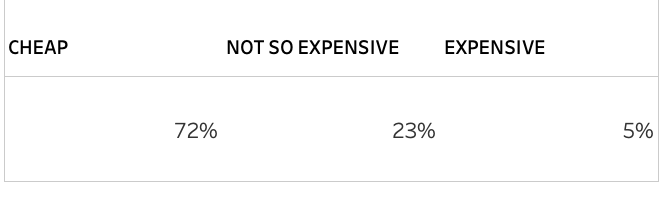 CHEAP NOT SO EXPENSIVE EXPENSIVE
72% 23% 5%